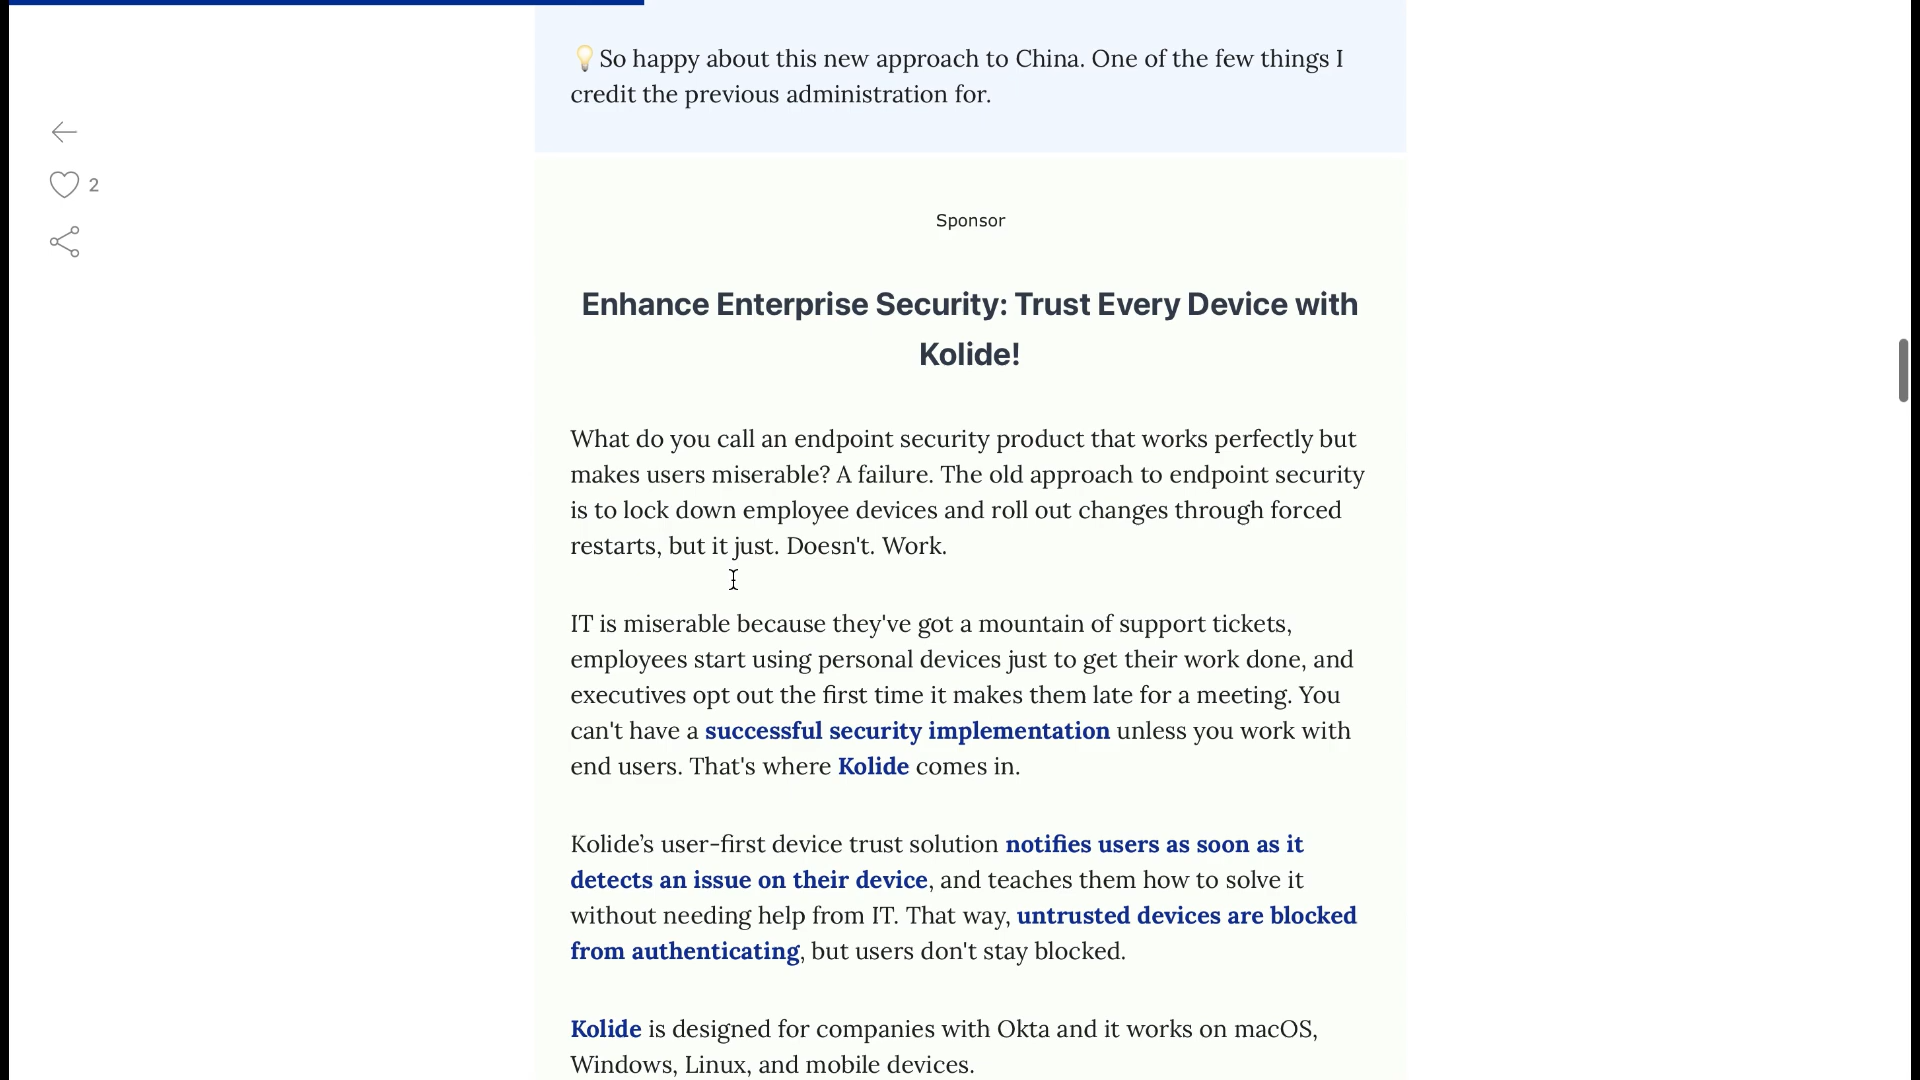 💡So happy about this new approach to China. One of the few things I
credit the previous administration for.
2
Sponsor
Enhance Enterprise Security: Trust Every Device with
Kolide!
What do you call an endpoint security product that works perfectly but
makes users miserable? A failure. The old approach to endpoint security
is to lock down employee devices and roll out changes through forced
restarts, but it just. Doesn't. Work.
IT is miserable because they've got a mountain of support tickets,
employees start using personal devices just to get their work done, and
executives opt out the first time it makes them late for a meeting. You
can't have a successful security implementation unless you work with
end users. That's where Kolide comes in.
Kolide’s user-first device trust solution notifies users as soon as it
detects an issue on their device, and teaches them how to solve it
without needing help from IT. That way, untrusted devices are blocked
from authenticating, but users don't stay blocked.
Kolide is designed for companies with Okta and it works on macOS,
Windows, Linux, and mobile devices.